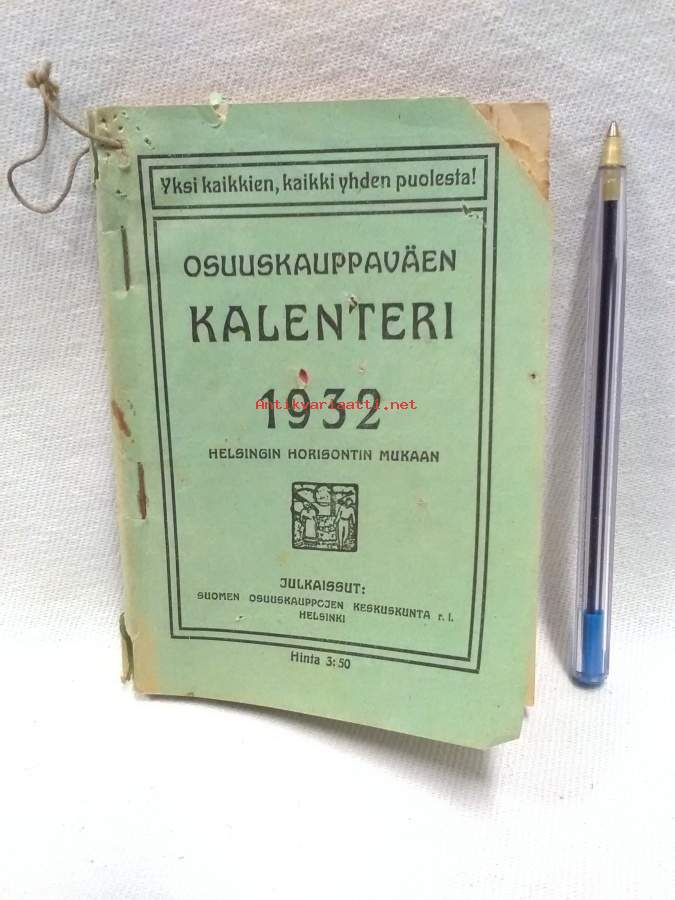 Yksi kaikkien, kaikki yhden puolesta!
OSUUSKAUPPAVÄEN
KALENTERI
1932
Antikvariaatti.net
HELSINGIN HORISONTIN MUKAAN
JULKAISSUT:
SUOMEN OSUUSKAUPPOJEN KESKUSKUNTA r. l.
HELSINKI
Hinta 3:50